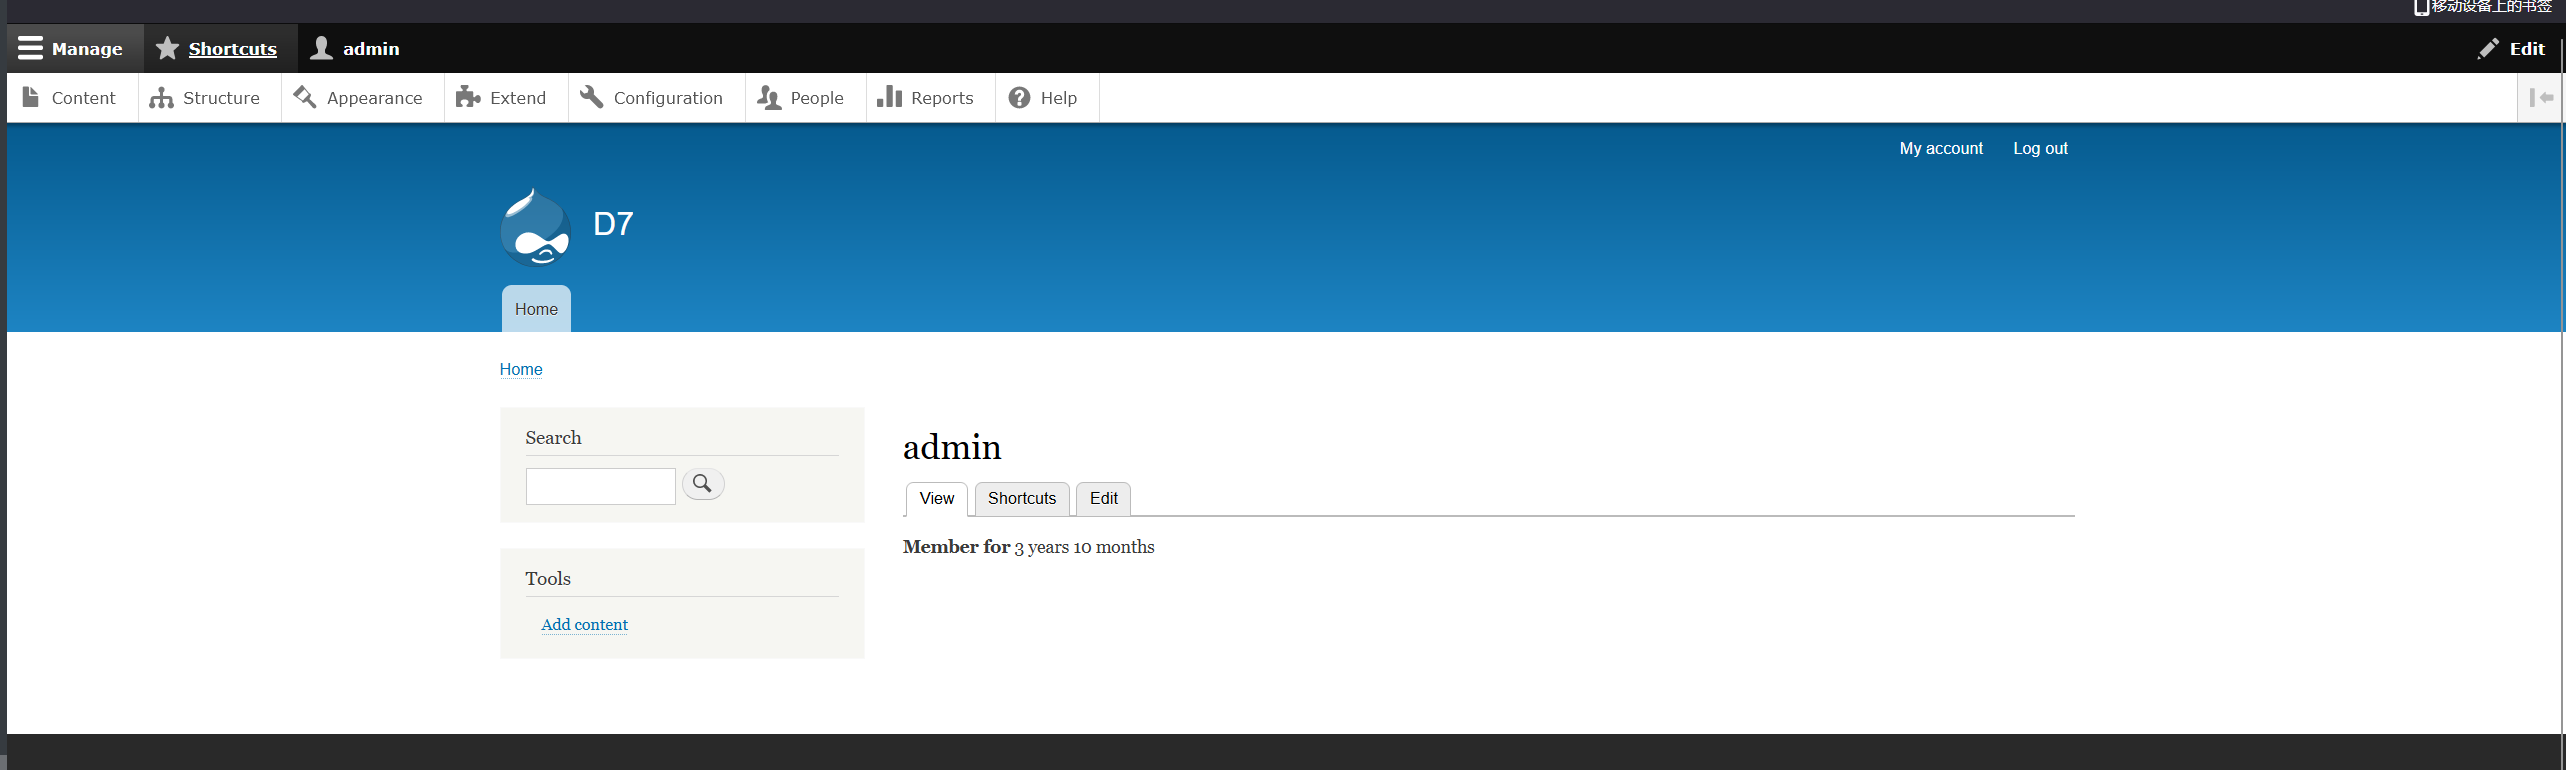 移动设备上的书签
Manage Shortcuts admin Edit
Content Structure Appearance Extend Configuration People Reports Help
My account Log out
D7
Home
Home
Search
admin
View Shortcuts Edit
Member for 3 years 10 months
Tools
Add content